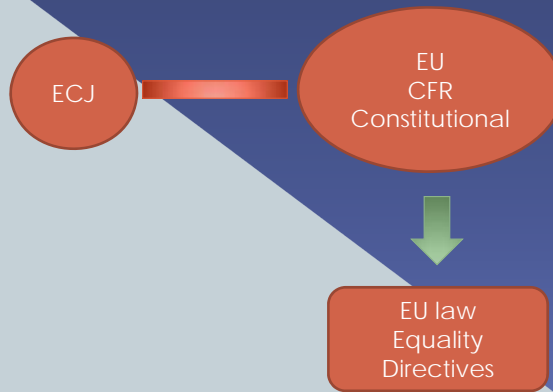 ECJ
EU
CFR
Constitutional
EU law
Equality
Directives